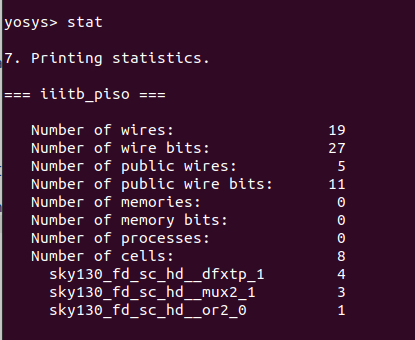 yosys> stat
7. Printing statistics.
=== iiitb_piso ===
Number of wires: 19
Number of wire bits: 27
Number of public wires: 5
Number of public wire bits: 11
Number of memories: 0
Number of memory bits: 0
Number of processes: 0
Number of cells: 8
sky130_fd_sc_hd__dfxtp_1 4
sky130_fd_sc_hd__mux2_1 3
sky130_fd_sc_hd__or2_0 1